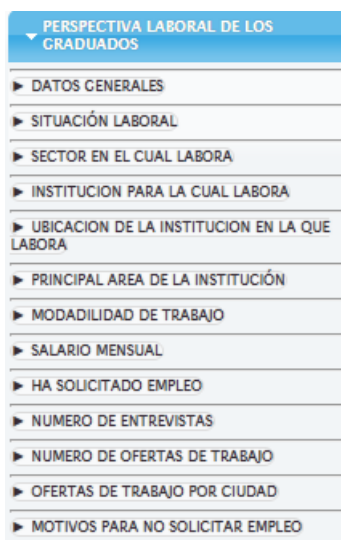 PERSPECTIVA LABORAL DE LOS
GRADUADOS
DATOS GENERALES
SITUACIÓN LABORAL
SECTOR EN EL CUAL LABORA
INSTITUCION PARA LA CUAL LABORA
UBICACION DE LA INSTITUCION EN LA QUE
LABORA
PRINCIPAL AREA DE LA INSTITUCIÓN
MODADILIDAD DE TRABAJO
SALARIO MENSUAL
HA SOLICITADO EMPLEO
NUMERO DE ENTREVISTAS
NUMERO DE OFERTAS DE TRABAJO
OFERTAS DE TRABAJO POR CIUDAD
MOTIVOS PARA NO SOLICITAR EMPLEO